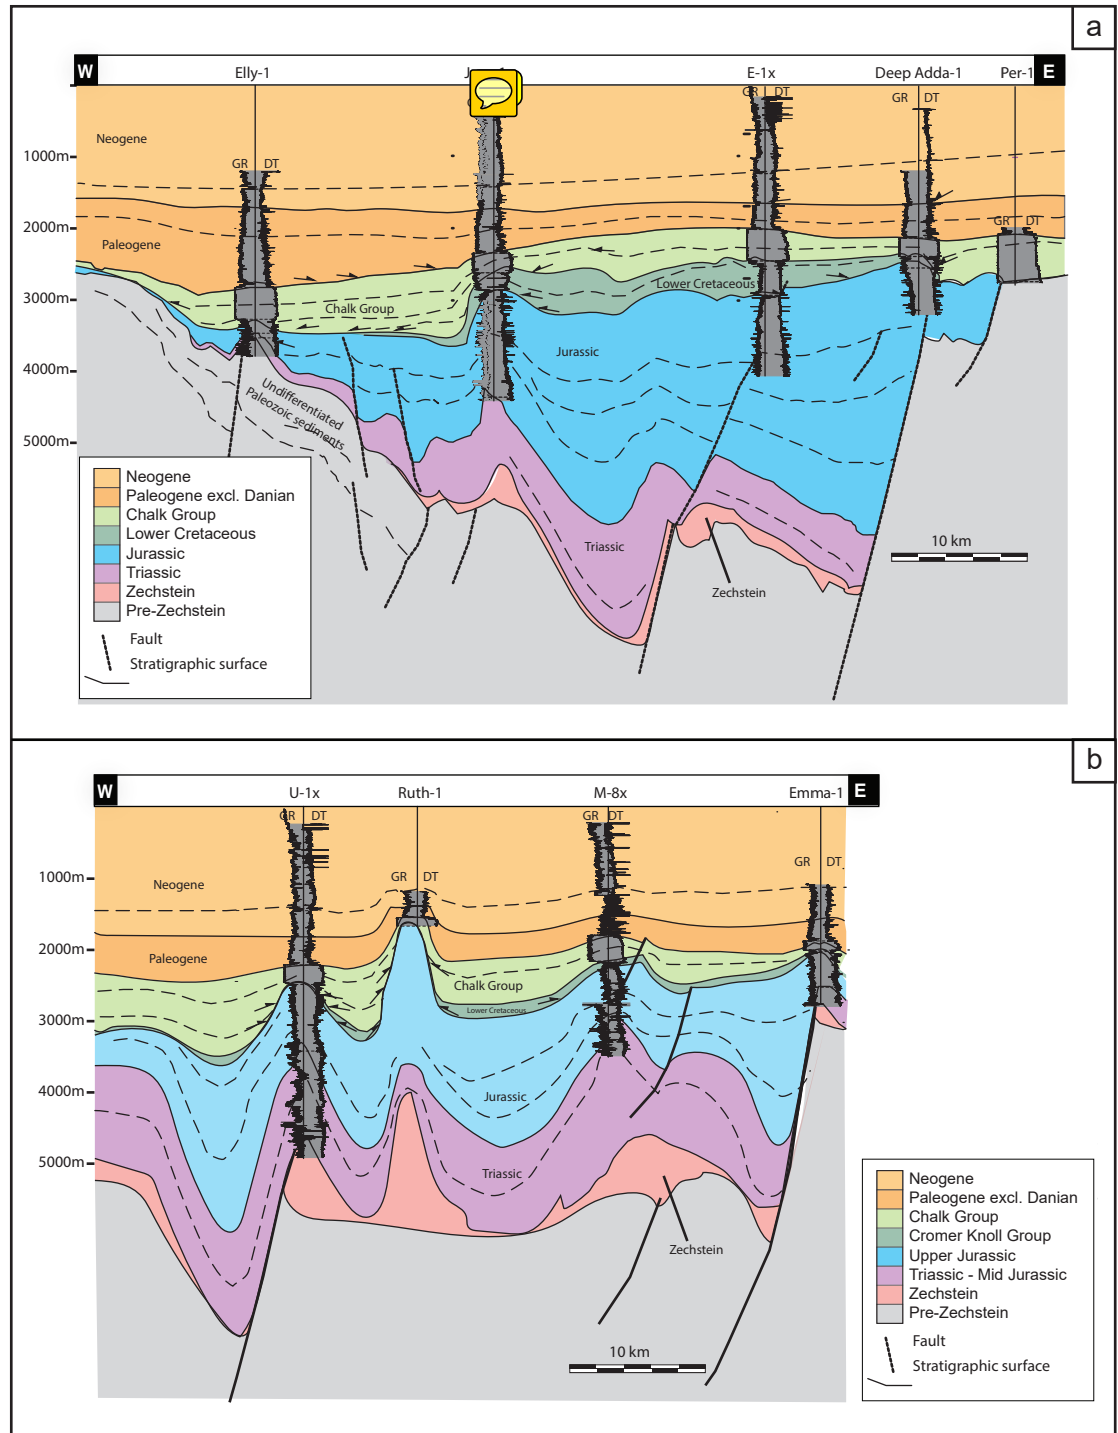 a
W
E
Elly-1
E-1x
Deep Adda-1
Per-1
GR DT
GR DT
GR DT
GR DT
Neogene
1000m
2000m
Paleogene
3000m
Chalk Group
Lower Cretaceous
Jurassic
4000m
Undifferentiated
Paleozoic sediments
5000m
Triassic
Zechstein
10 km
Neogene
Paleogene excl. Danian
Chalk Group
Lower Cretaceous
Jurassic
Triassic
Zechstein
Pre-Zechstein
Fault
Stratigraphic surface
b
W
E
U-1x
Ruth-1
M-8x
Emma-1
GR DT
GR DT
GR DT
GR DT
1000m
Neogene
2000m
Paleogene
Chalk Group
Lower Cretaceous
3000m
4000m
Jurassic
5000m
Triassic
Zechstein
10 km
Neogene
Paleogene excl. Danian
Chalk Group
Cromer Knoll Group
Upper Jurassic
Triassic - Mid Jurassic
Zechstein
Pre-Zechstein
Fault
Stratigraphic surface